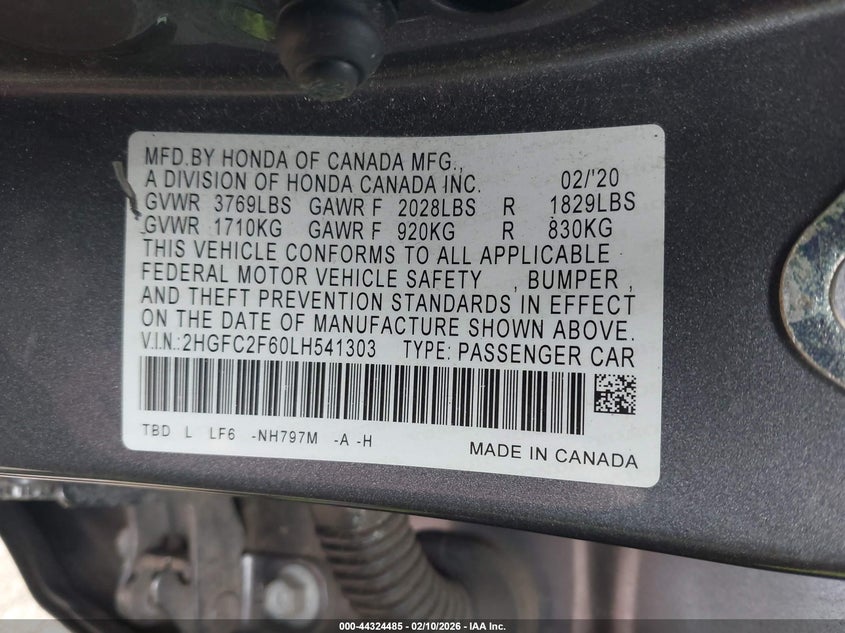 MFD.BY HONDA OF CANADA MFG.,
A DIVISION OF HONDA CANADA INC. 02/'20
GVWR 3769LBS GAWR F 2028LBS R 1829LBS
GVWR 1710KG GAWR F 920KG R 830KG
THIS VEHICLE CONFORMS TO ALL APPLICABLE
FEDERAL MOTOR VEHICLE SAFETY , BUMPER ,
AND THEFT PREVENTION STANDARDS IN EFFECT
ON THE DATE OF MANUFACTURE SHOWN ABOVE.
V.I.N.:2HGFC2F60LH541303 TYPE: PASSENGER CAR
TBD L LF6 -NH797M -A -H
MADE IN CANADA
000-44324485 - 02/10/2026 - IAA Inc.